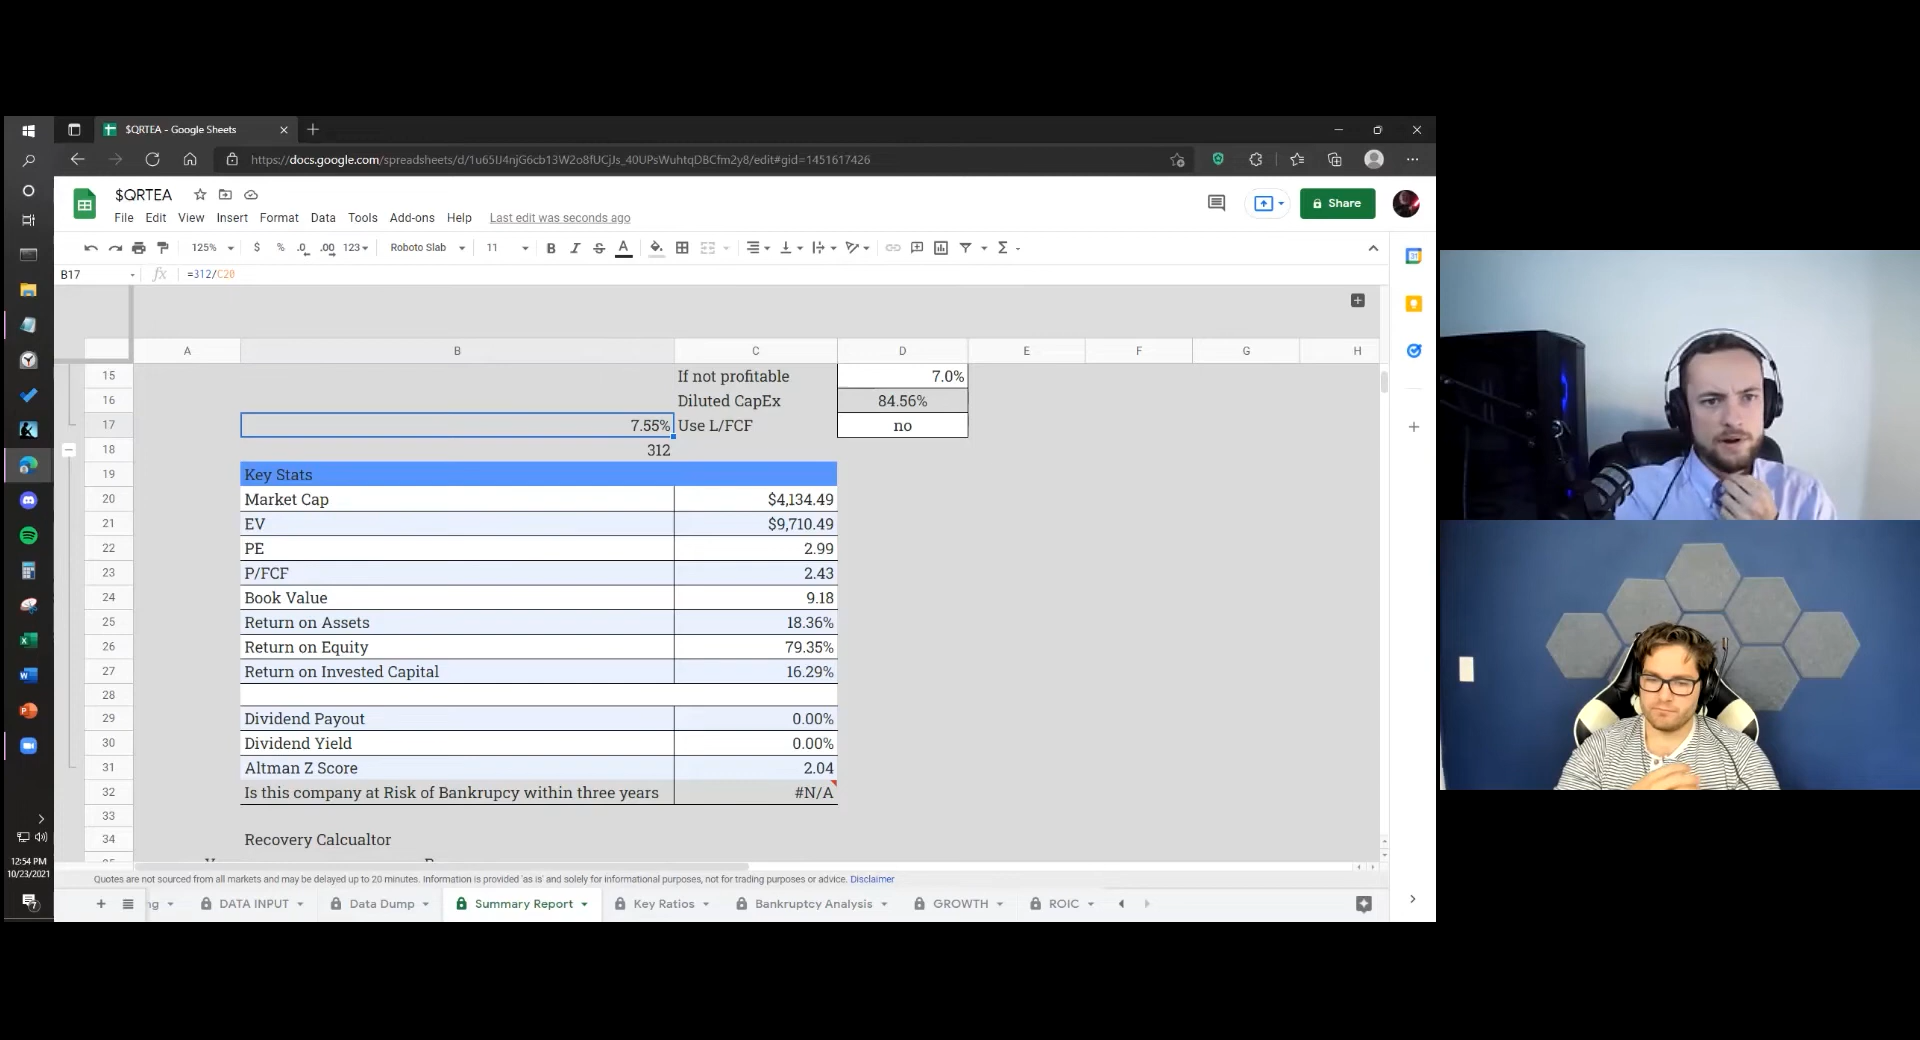 $QRTEA - Google Sheets
https://docs.google.com/spreadsheets/d/1u65IJ4njG6cb13W2o8fUCjJs_40UPsWuhtqDBCfm2y8/edit#gid=1451617426
$QRTEA
Share
File Edit View Insert Format Data Tools Add-ons Help Last edit was seconds ago
125% $ % .0 .00 123 Roboto Slab 11 B I S A
B17 fx =312/C20
A B C D E F G H
15 If not profitable 7.0%
16 Diluted CapEx 84.56%
17 7.55% Use L/FCF no
18 312
19 Key Stats
20 Market Cap $4,134.49
21 EV $9,710.49
22 PE 2.99
23 P/FCF 2.43
24 Book Value 9.18
25 Return on Assets 18.36%
26 Return on Equity 79.35%
27 Return on Invested Capital 16.29%
28
29 Dividend Payout 0.00%
30 Dividend Yield 0.00%
31 Altman Z Score 2.04
32 Is this company at Risk of Bankrupcy within three years #N/A
33
34 Recovery Calcualtor
12:54 PM
10/23/2021
Quotes are not sourced from all markets and may be delayed up to 20 minutes. Information is provided 'as is' and solely for informational purposes, not for trading purposes or advice. Disclaimer
ng DATA INPUT Data Dump Summary Report Key Ratios Bankruptcy Analysis GROWTH ROIC